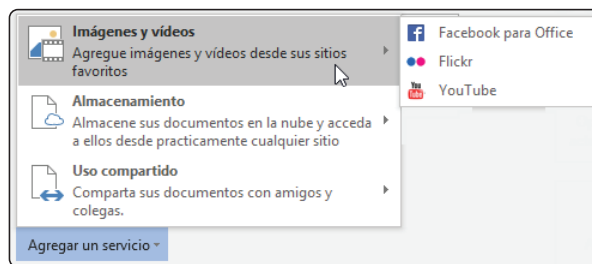 Imágenes y vídeos
Agregue imágenes y vídeos desde sus sitios
favoritos
Almacenamiento
Almacene sus documentos en la nube y acceda
a ellos desde practicamente cualquier sitio
Uso compartido
Comparta sus documentos con amigos y
colegas.
Agregar un servicio
Facebook para Office
Flickr
You
Tube
YouTube